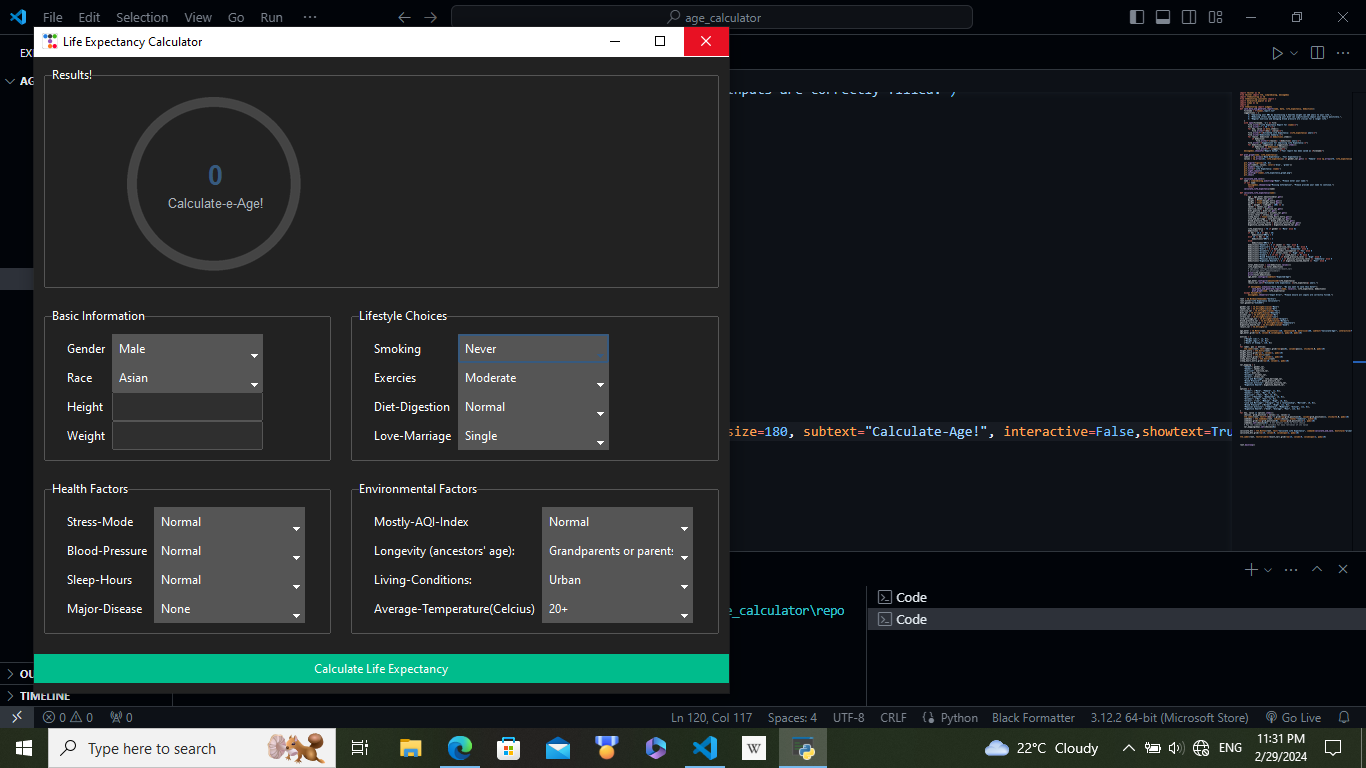 File Edit Selection View Go Run ···
age_calculator
Life Expectancy Calculator
EX
AG
Results!
inputs are correctly filled.")
0
Calculate-e-Age!
Basic Information
Lifestyle Choices
Gender Male
Smoking Never
Race Asian
Exercies Moderate
Height
Diet-Digestion Normal
Weight
Love-Marriage Single
size=180, subtext="Calculate-Age!", interactive=False,showtext=Tru
Health Factors
Environmental Factors
Stress-Mode Normal
Mostly-AQI-Index Normal
Blood-Pressure Normal
Longevity (ancestors' age): Grandparents or parents
Sleep-Hours Normal
Living-Conditions: Urban
Major-Disease None
Average-Temperature(Celcius) 20+
e_calculator\repo
Code
Code
Calculate Life Expectancy
OU
TIMELINE
0 0 0
Ln 120, Col 117 Spaces: 4 UTF-8 CRLF Python Black Formatter 3.12.2 64-bit (Microsoft Store) Go Live
Type here to search
W
22°C Cloudy
ENG
11:31 PM
2/29/2024